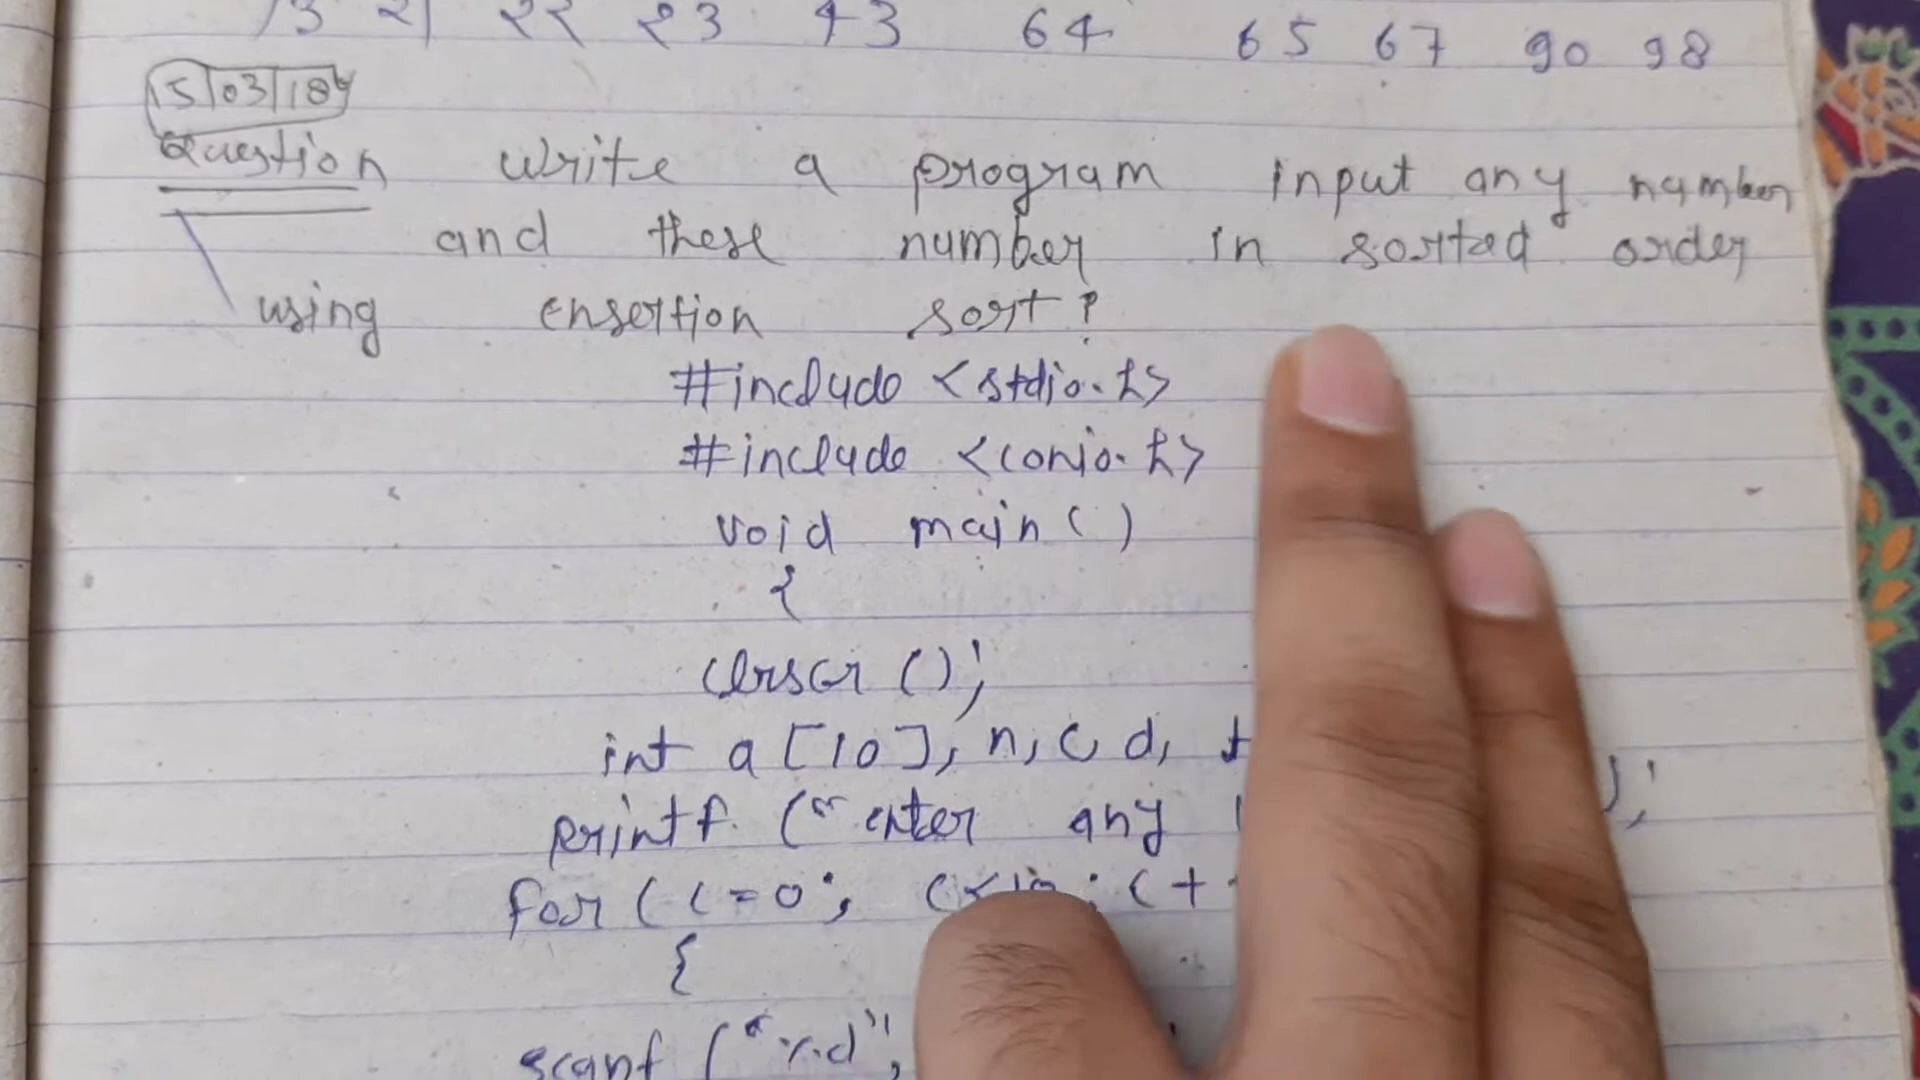 13 21 22 23 43 64 65 67 90 98
15/03/18
Question write a program input any number
and these number in sorted order
using ensertion sort?
#include <stdio.h>
#include <conio.h>
void main()
{
clrscr();
int a[10], n, c, d,
printf("enter any );
for (c=0; c<10; c+
{
scanf("%d",